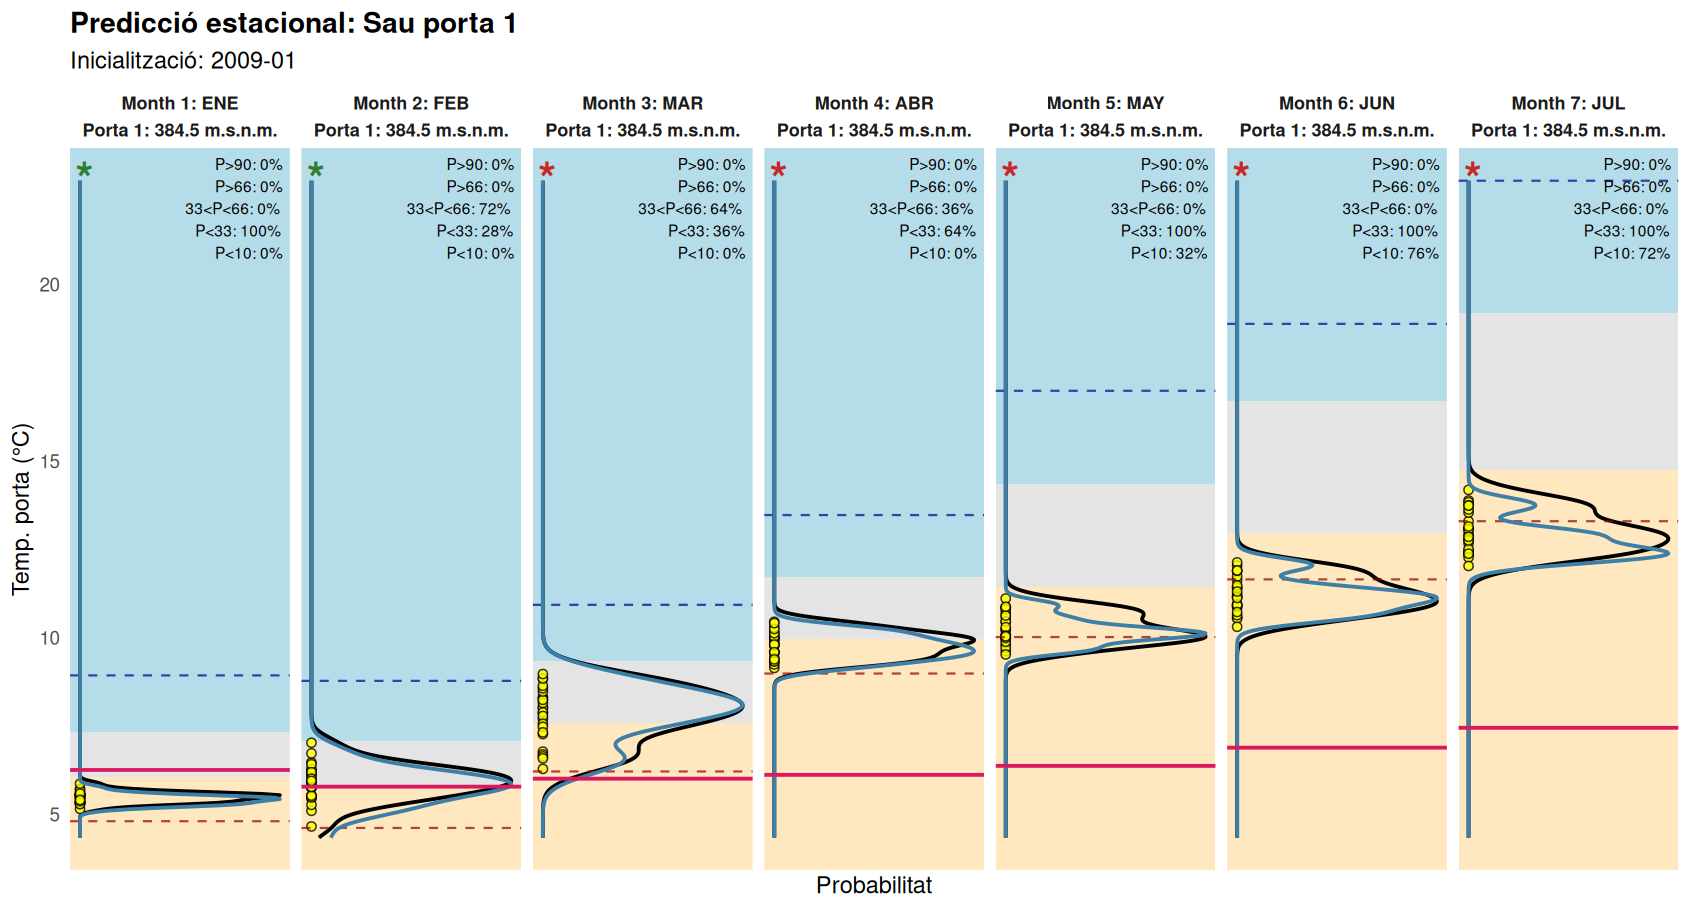 Predicció estacional: Sau porta 1
Inicialització: 2009-01
Month 1: ENE
Porta 1: 384.5 m.s.n.m.
Month 2: FEB
Porta 1: 384.5 m.s.n.m.
Month 3: MAR
Porta 1: 384.5 m.s.n.m.
Month 4: ABR
Porta 1: 384.5 m.s.n.m.
Month 5: MAY
Porta 1: 384.5 m.s.n.m.
Month 6: JUN
Porta 1: 384.5 m.s.n.m.
Month 7: JUL
Porta 1: 384.5 m.s.n.m.
*
P>90: 0%
P>66: 0%
33<P<66: 0%
P<33: 100%
P<10: 0%
*
P>90: 0%
P>66: 0%
33<P<66: 72%
P<33: 28%
P<10: 0%
*
P>90: 0%
P>66: 0%
33<P<66: 64%
P<33: 36%
P<10: 0%
*
P>90: 0%
P>66: 0%
33<P<66: 36%
P<33: 64%
P<10: 0%
*
P>90: 0%
P>66: 0%
33<P<66: 0%
P<33: 100%
P<10: 32%
*
P>90: 0%
P>66: 0%
33<P<66: 0%
P<33: 100%
P<10: 76%
*
P>90: 0%
P>66: 0%
33<P<66: 0%
P<33: 100%
P<10: 72%
Temp. porta (°C)
20
15
10
5
Probabilitat